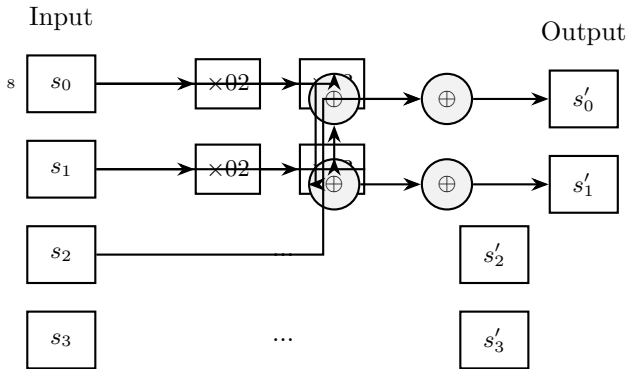 Input
Output
s
s₀ ×02 ⊕ ⊕ s′₀
s₁ ×02 ⊕ ⊕ s′₁
s₂ ... s′₂
s₃ ... s′₃